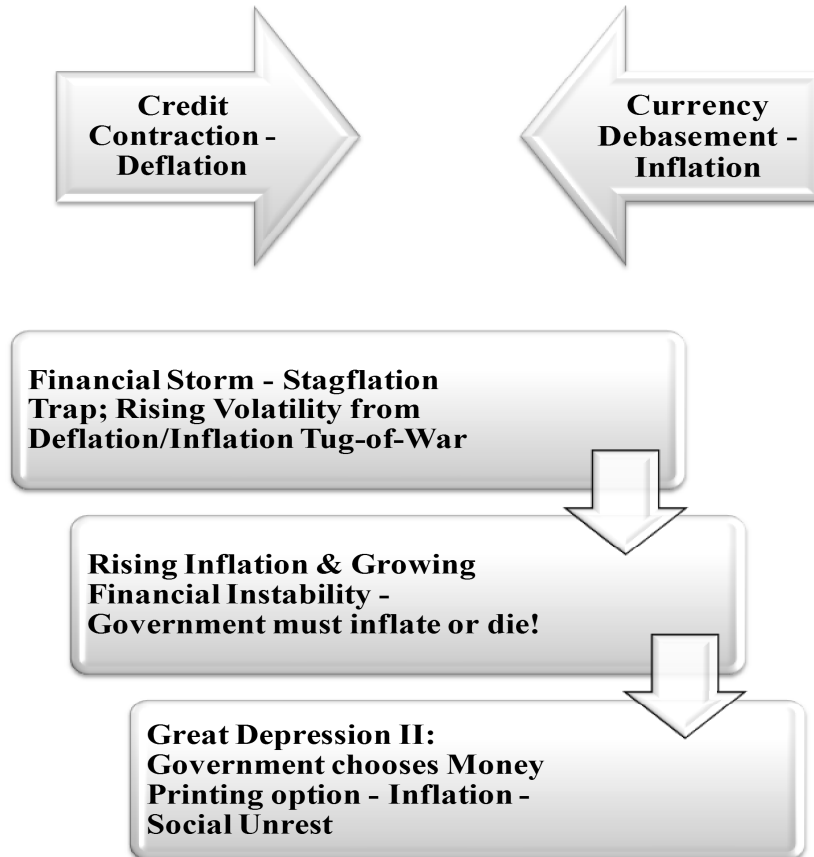 Credit
Contraction -
Deflation
Currency
Debasement -
Inflation
Financial Storm - Stagflation
Trap; Rising Volatility from
Deflation/Inflation Tug-of-War
Rising Inflation & Growing
Financial Instability -
Government must inflate or die!
Great Depression II:
Government chooses Money
Printing option - Inflation -
Social Unrest